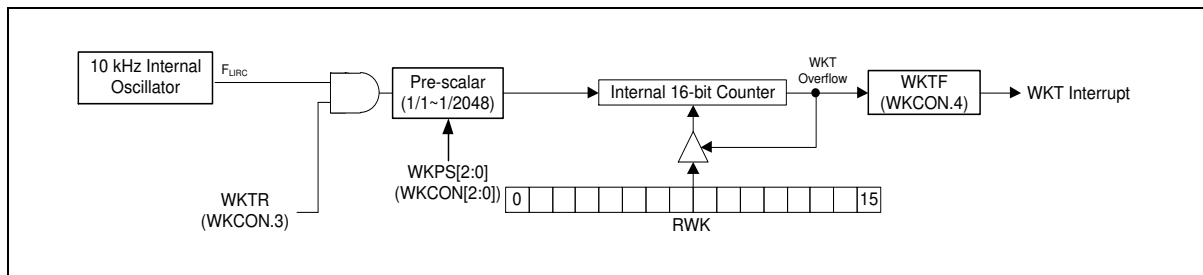 10 kHz Internal
Oscillator
FLIRC
WKTR
(WKCON.3)
Pre-scalar
(1/1~1/2048)
WKPS[2:0]
(WKCON[2:0])
Internal 16-bit Counter
WKT
Overflow
WKTF
(WKCON.4)
WKT Interrupt
0
15
RWK